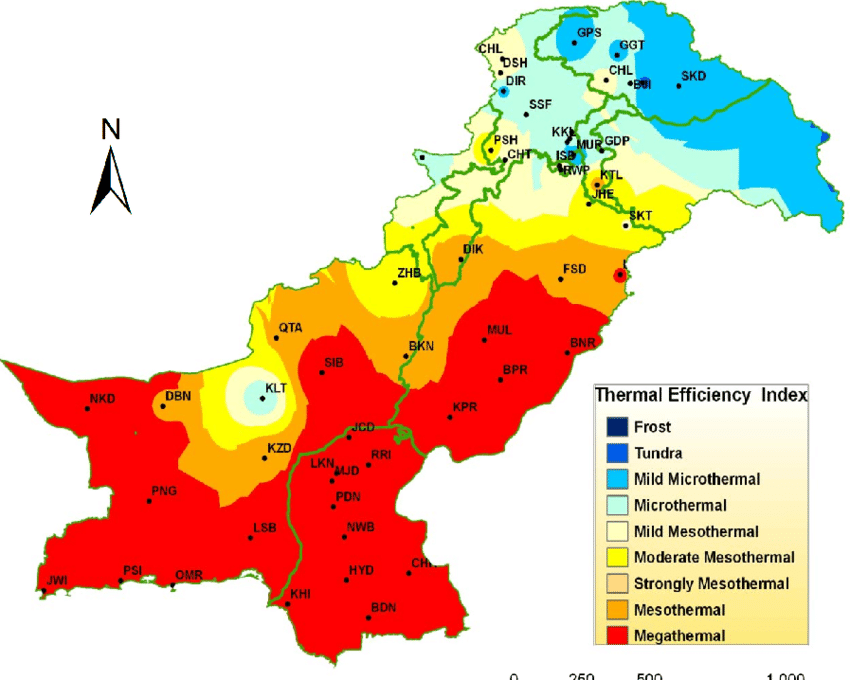 GPS
CHL
GGT
DSH
CHL
SKD
DIR
SSF
PSH
MUR
GDP
CHT
ISB
RWP
KTL
JHE
SKT
N
DIK
ZHB
FSD
QTA
MUL
BKN
BNR
SIB
BPR
KLT
NKD
DBN
KPR
JCD
KZD
RRI
LKN
MJD
PNG
PDN
LSB
NWB
PSI
OMR
HYD
JWI
KHI
BDN
Thermal Efficiency Index
Frost
Tundra
Mild Microthermal
Microthermal
Mild Mesothermal
Moderate Mesothermal
Strongly Mesothermal
Mesothermal
Megathermal
0 250 500 1,000